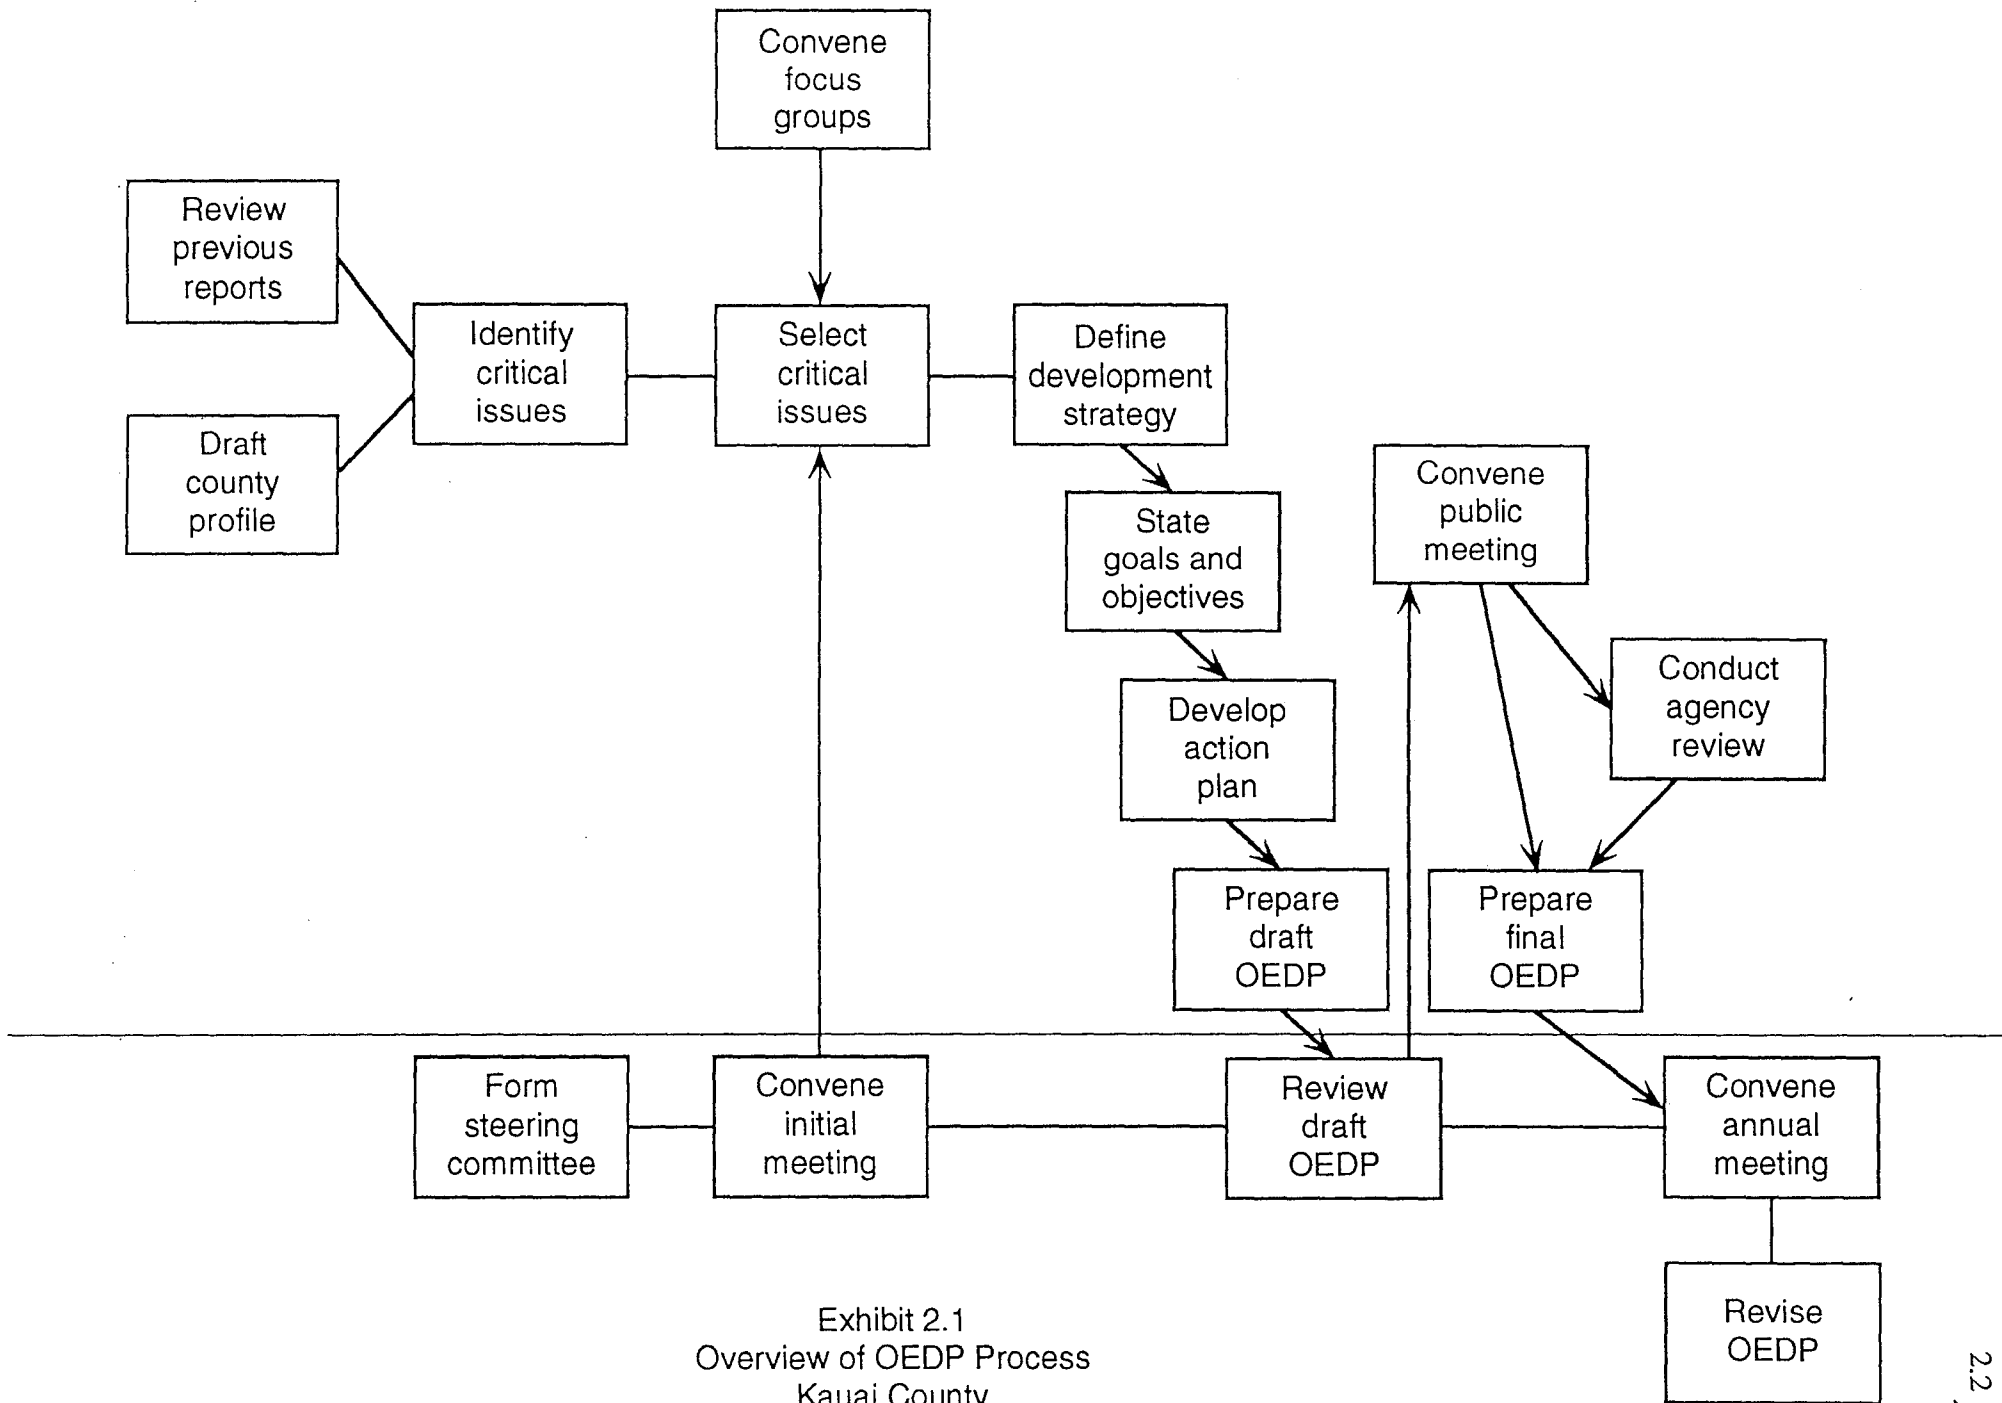 Convene
focus
groups
Review
previous
reports
Draft
county
profile
Identify
critical
issues
Select
critical
issues
Define
development
strategy
State
goals and
objectives
Develop
action
plan
Prepare
draft
OEDP
Convene
public
meeting
Conduct
agency
review
Prepare
final
OEDP
Form
steering
committee
Convene
initial
meeting
Review
draft
OEDP
Convene
annual
meeting
Revise
OEDP
Exhibit 2.1
Overview of OEDP Process
Kauai County
2.2